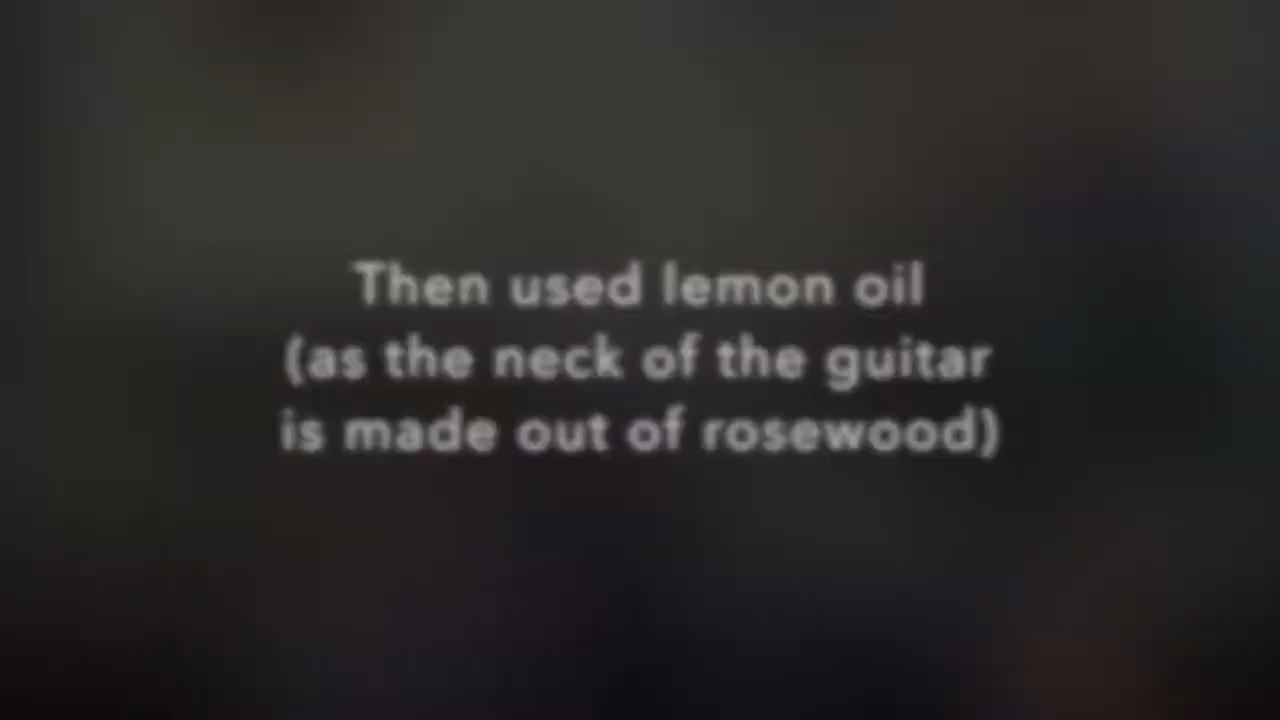 Then used lemon oil
(as the neck of the guitar
is made out of rosewood)